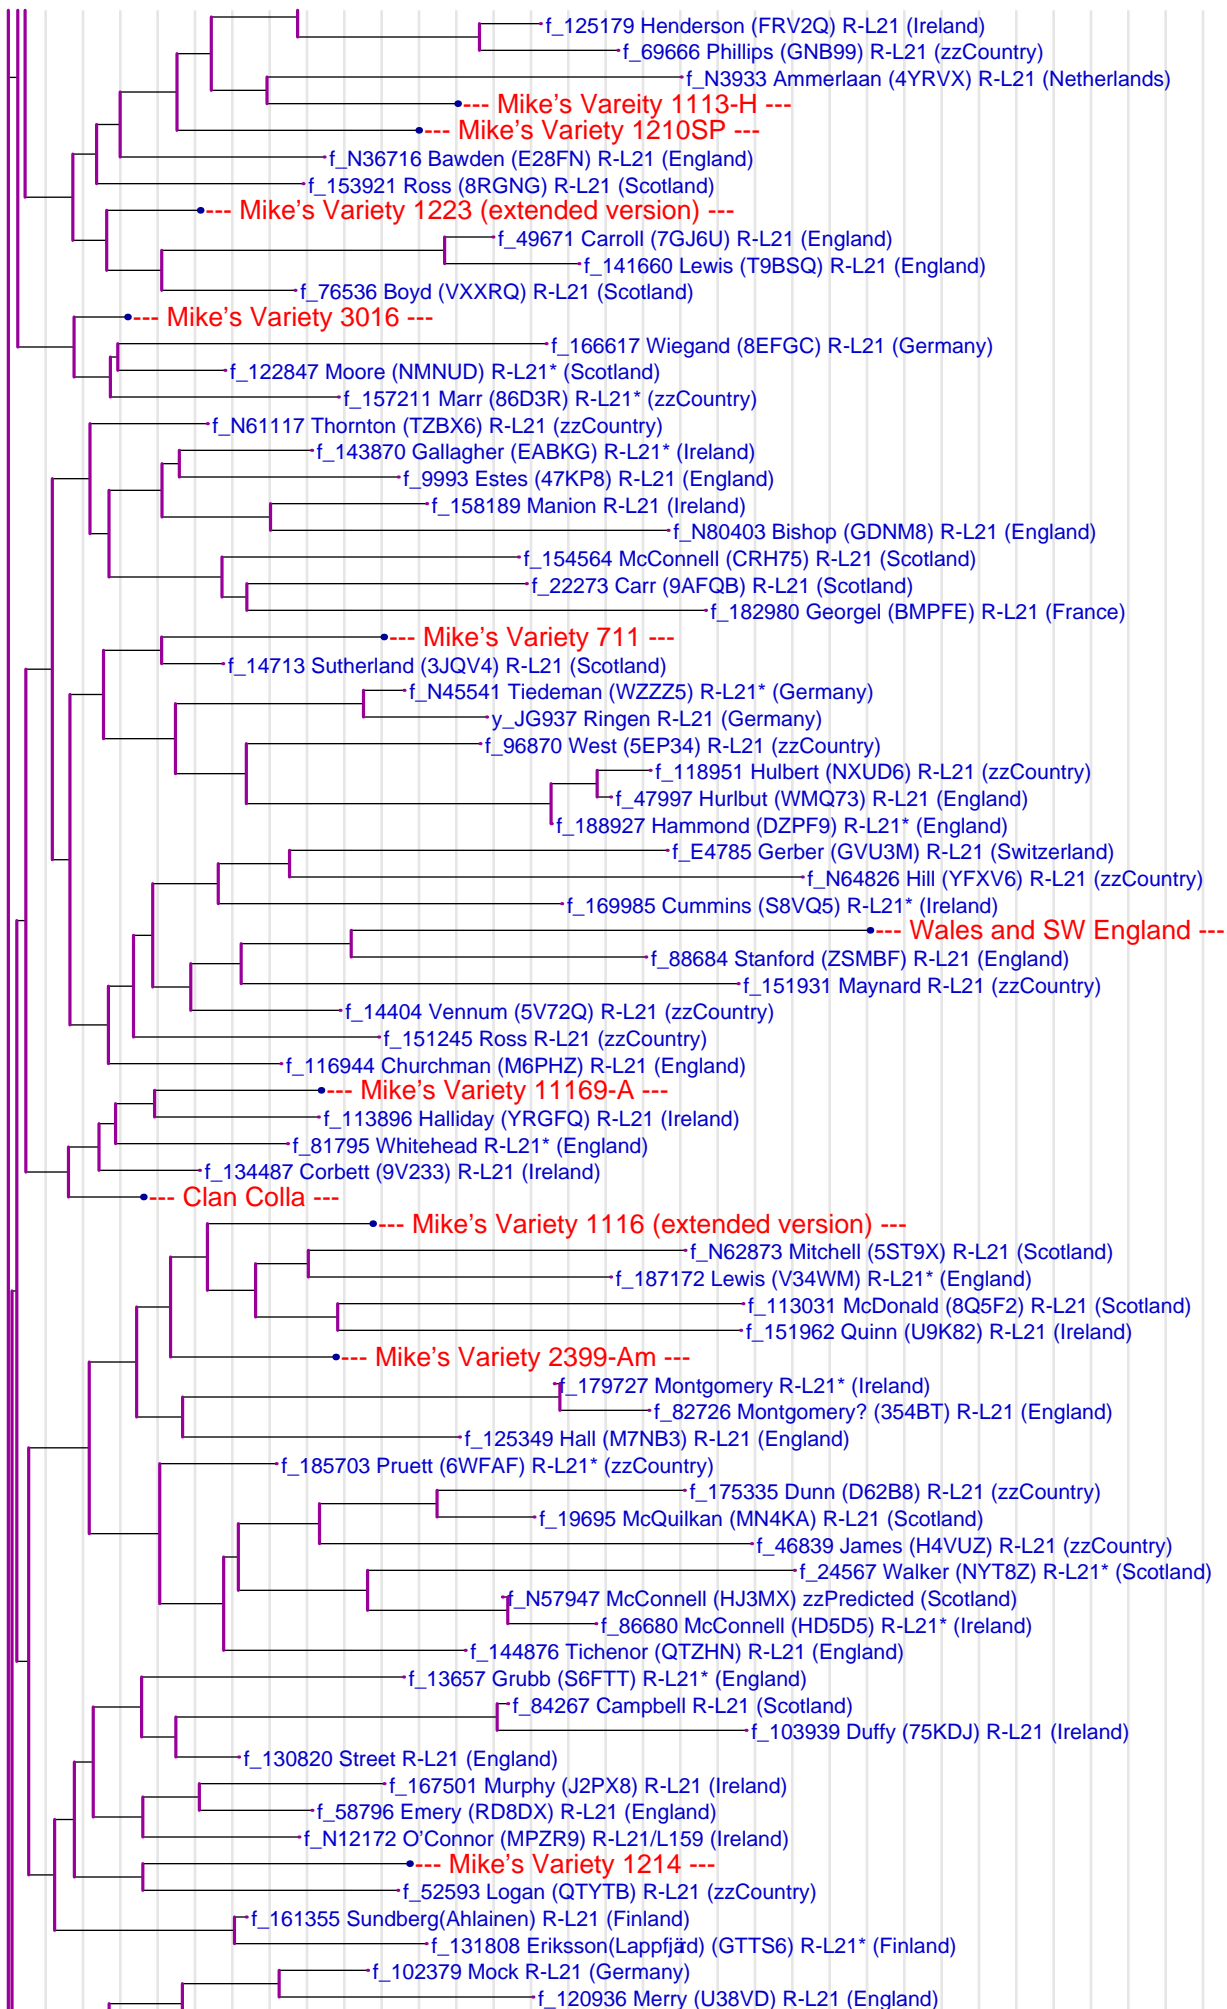 f_125179 Henderson (FRV2Q) R-L21 (Ireland)
f_69666 Phillips (GNB99) R-L21 (zzCountry)
f_N3933 Ammerlaan (4YRVX) R-L21 (Netherlands)
--- Mike's Vareity 1113-H ---
--- Mike's Variety 1210SP ---
f_N36716 Bawden (E28FN) R-L21 (England)
f_153921 Ross (8RGNG) R-L21 (Scotland)
--- Mike's Variety 1223 (extended version) ---
f_49671 Carroll (7GJ6U) R-L21 (England)
f_141660 Lewis (T9BSQ) R-L21 (England)
f_76536 Boyd (VXXRQ) R-L21 (Scotland)
--- Mike's Variety 3016 ---
f_166617 Wiegand (8EFGC) R-L21 (Germany)
f_122847 Moore (NMNUD) R-L21* (Scotland)
f_157211 Marr (86D3R) R-L21* (zzCountry)
f_N61117 Thornton (TZBX6) R-L21 (zzCountry)
f_143870 Gallagher (EABKG) R-L21* (Ireland)
f_9993 Estes (47KP8) R-L21 (England)
f_158189 Manion R-L21 (Ireland)
f_N80403 Bishop (GDNM8) R-L21 (England)
f_154564 McConnell (CRH75) R-L21 (Scotland)
f_22273 Carr (9AFQB) R-L21 (Scotland)
f_182980 Georgel (BMPFE) R-L21 (France)
--- Mike's Variety 711 ---
f_14713 Sutherland (3JQV4) R-L21 (Scotland)
f_N45541 Tiedeman (WZZZ5) R-L21* (Germany)
y_JG937 Ringen R-L21 (Germany)
f_96870 West (5EP34) R-L21 (zzCountry)
f_118951 Hulbert (NXUD6) R-L21 (zzCountry)
f_47997 Hurlbut (WMQ73) R-L21 (England)
f_188927 Hammond (DZPF9) R-L21* (England)
f_E4785 Gerber (GVU3M) R-L21 (Switzerland)
f_N64826 Hill (YFXV6) R-L21 (zzCountry)
f_169985 Cummins (S8VQ5) R-L21* (Ireland)
--- Wales and SW England ---
f_88684 Stanford (ZSMBF) R-L21 (England)
f_151931 Maynard R-L21 (zzCountry)
f_14404 Vennum (5V72Q) R-L21 (zzCountry)
f_151245 Ross R-L21 (zzCountry)
f_116944 Churchman (M6PHZ) R-L21 (England)
--- Mike's Variety 11169-A ---
f_113896 Halliday (YRGFQ) R-L21 (Ireland)
f_81795 Whitehead R-L21* (England)
f_134487 Corbett (9V233) R-L21 (Ireland)
--- Clan Colla ---
--- Mike's Variety 1116 (extended version) ---
f_N62873 Mitchell (5ST9X) R-L21 (Scotland)
f_187172 Lewis (V34WM) R-L21* (England)
f_113031 McDonald (8Q5F2) R-L21 (Scotland)
f_151962 Quinn (U9K82) R-L21 (Ireland)
--- Mike's Variety 2399-Am ---
f_179727 Montgomery R-L21* (Ireland)
f_82726 Montgomery? (354BT) R-L21 (England)
f_125349 Hall (M7NB3) R-L21 (England)
f_185703 Pruett (6WFAF) R-L21* (zzCountry)
f_175335 Dunn (D62B8) R-L21 (zzCountry)
f_19695 McQuilkan (MN4KA) R-L21 (Scotland)
f_46839 James (H4VUZ) R-L21 (zzCountry)
f_24567 Walker (NYT8Z) R-L21* (Scotland)
f_N57947 McConnell (HJ3MX) zzPredicted (Scotland)
f_86680 McConnell (HD5D5) R-L21* (Ireland)
f_144876 Tichenor (QTZHN) R-L21 (England)
f_13657 Grubb (S6FTT) R-L21* (England)
f_84267 Campbell R-L21 (Scotland)
f_103939 Duffy (75KDJ) R-L21 (Ireland)
f_130820 Street R-L21 (England)
f_167501 Murphy (J2PX8) R-L21 (Ireland)
f_58796 Emery (RD8DX) R-L21 (England)
f_N12172 O'Connor (MPZR9) R-L21/L159 (Ireland)
--- Mike's Variety 1214 ---
f_52593 Logan (QTYTB) R-L21 (zzCountry)
f_161355 Sundberg(Ahlainen) R-L21 (Finland)
f_131808 Eriksson(Lappfjärd) (GTTS6) R-L21* (Finland)
f_102379 Mock R-L21 (Germany)
f_120936 Merry (U38VD) R-L21 (England)